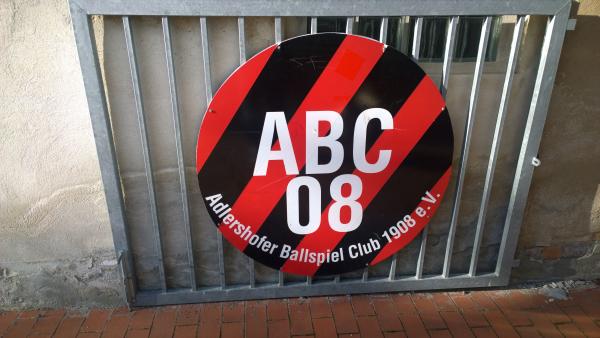 ABC
08
Adlershofer Ballspiel Club 1908 e.V.